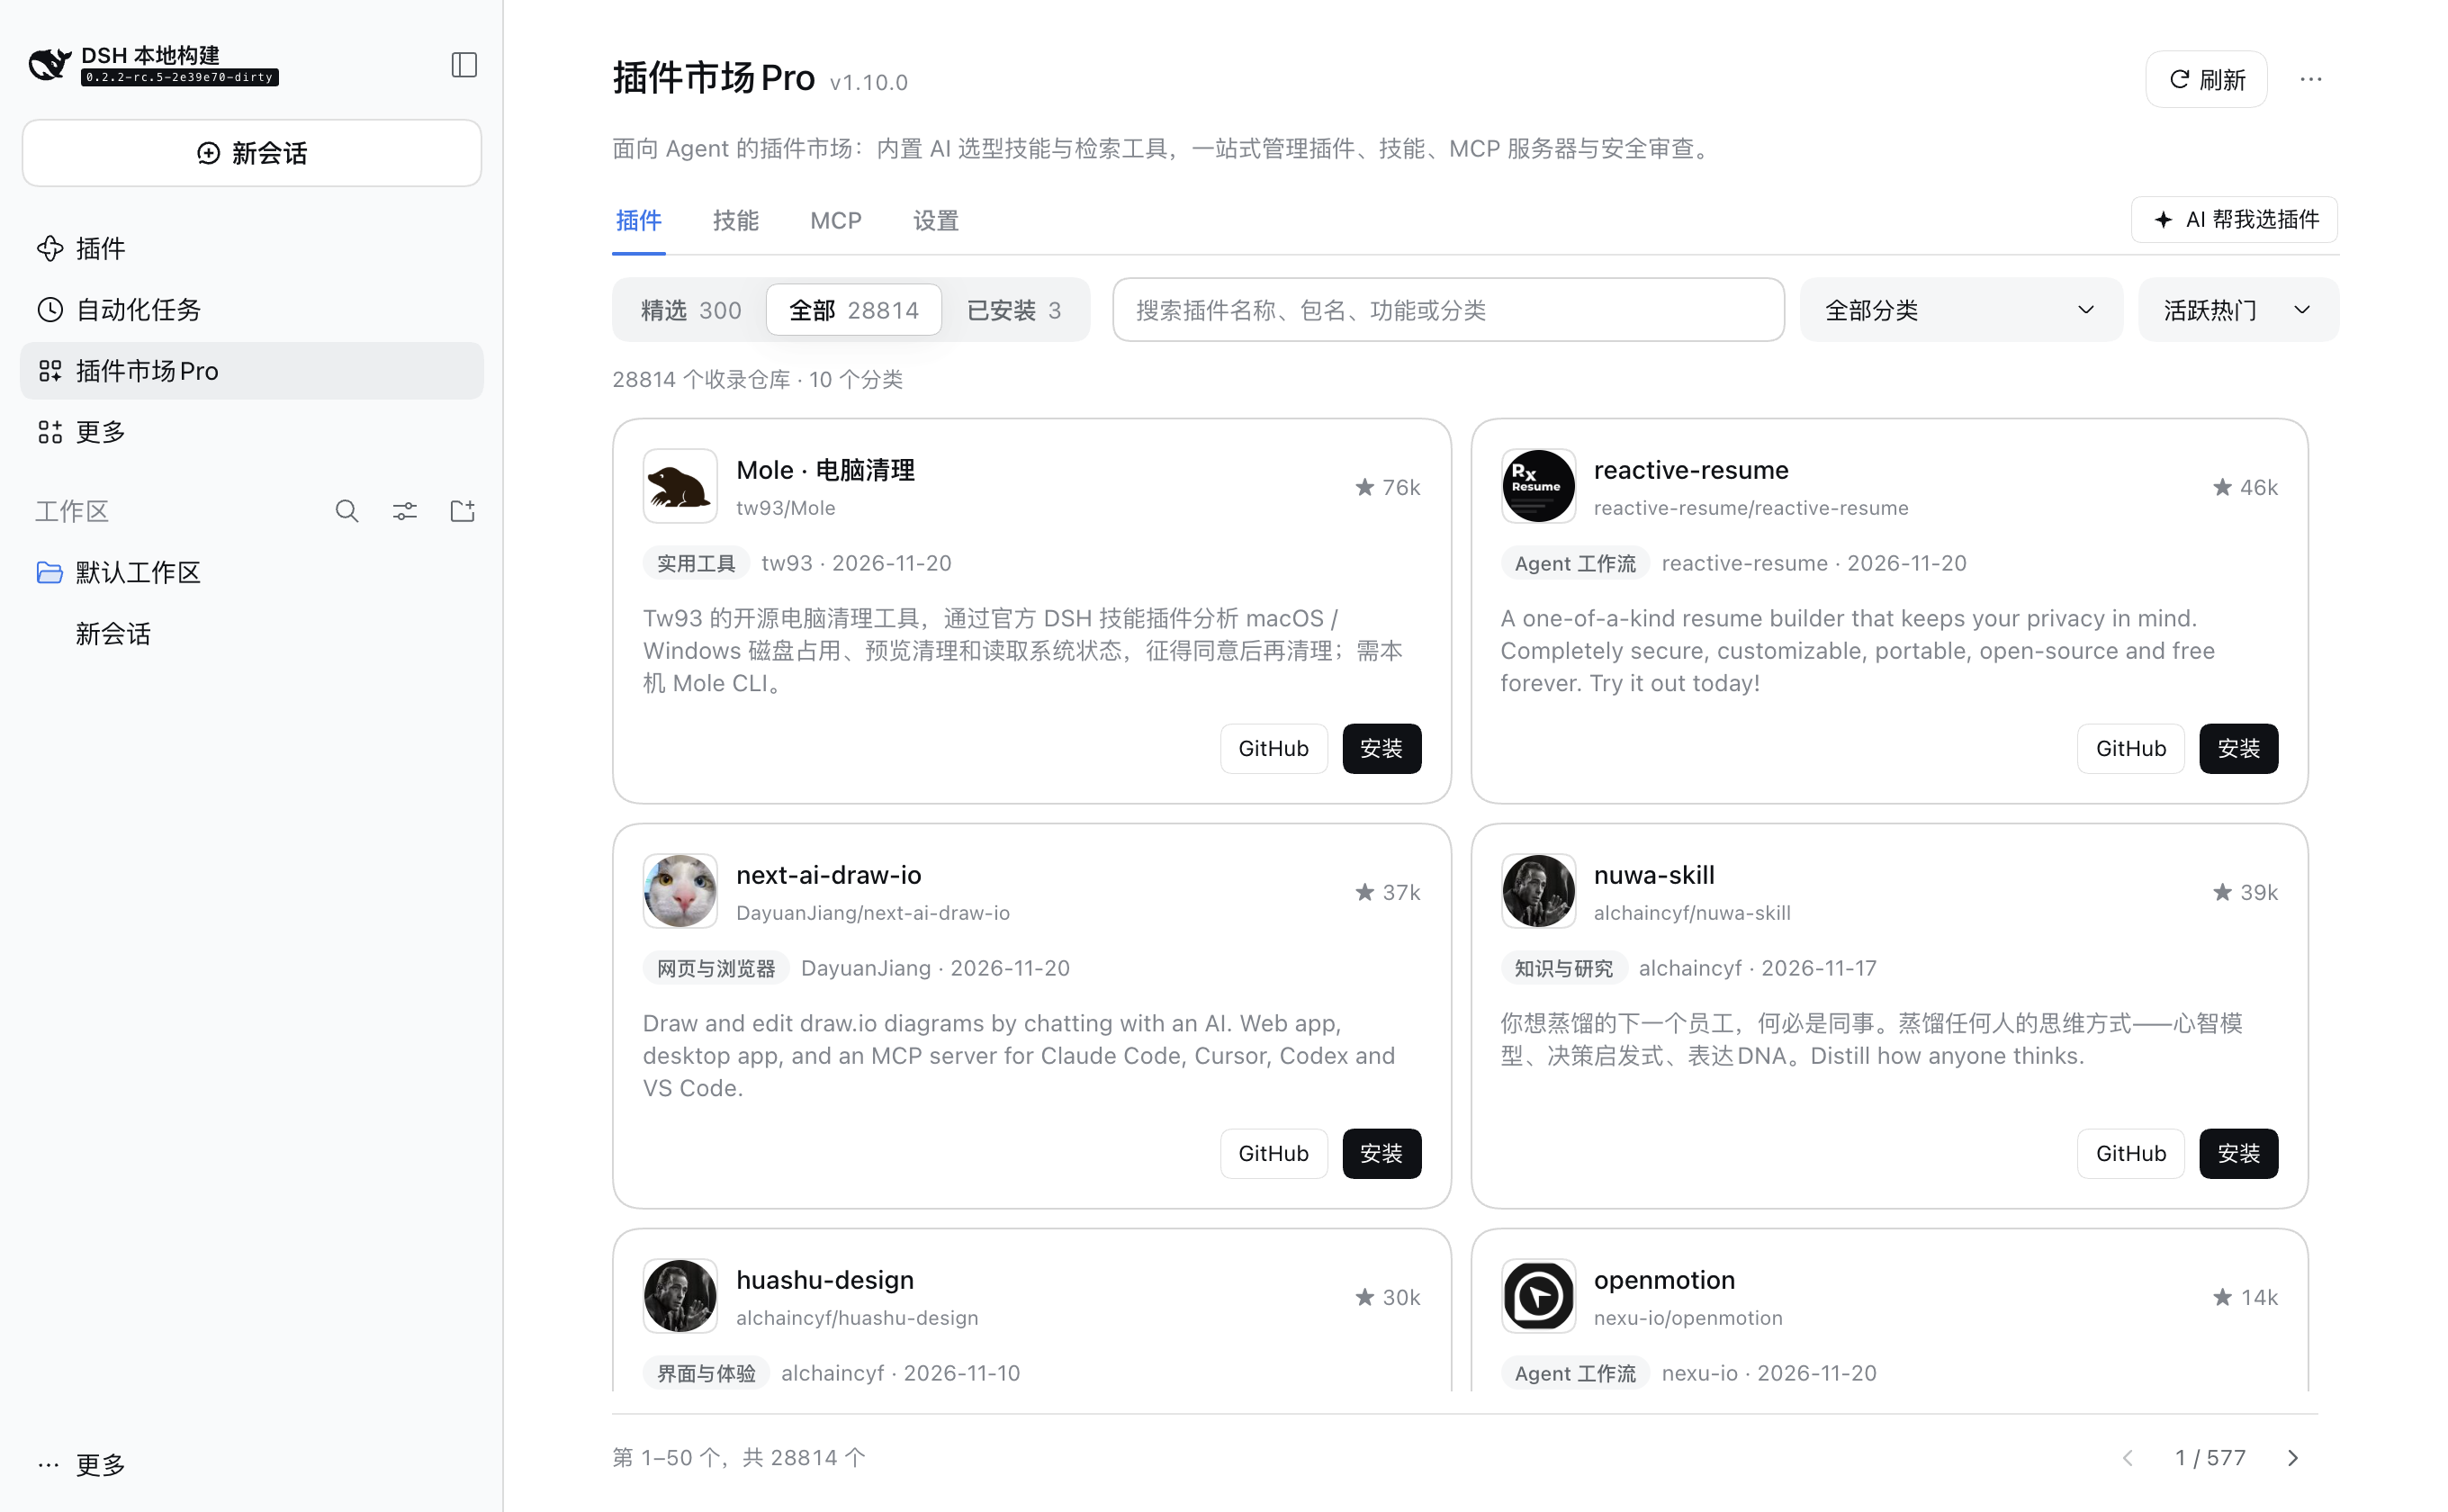 DSH 本地构建
0.2.2-rc.5-2e39e70-dirty
新会话
插件
自动化任务
插件市场Pro
更多
工作区
默认工作区
新会话
更多
插件市场Pro v1.10.0
刷新
面向 Agent 的插件市场：内置 AI 选型技能与检索工具，一站式管理插件、技能、MCP 服务器与安全审查。
插件 技能 MCP 设置
AI 帮我选插件
精选 300 全部 28814 已安装 3
搜索插件名称、包名、功能或分类
全部分类
活跃热门
28814 个收录仓库 · 10 个分类
Mole · 电脑清理
tw93/Mole
76k
实用工具 tw93 · 2026-11-20
Tw93 的开源电脑清理工具，通过官方 DSH 技能插件分析 macOS /
Windows 磁盘占用、预览清理和读取系统状态，征得同意后再清理；需本
机 Mole CLI。
GitHub 安装
Rx
Resume
reactive-resume
reactive-resume/reactive-resume
46k
Agent 工作流 reactive-resume · 2026-11-20
A one-of-a-kind resume builder that keeps your privacy in mind.
Completely secure, customizable, portable, open-source and free
forever. Try it out today!
GitHub 安装
next-ai-draw-io
DayuanJiang/next-ai-draw-io
37k
网页与浏览器 DayuanJiang · 2026-11-20
Draw and edit draw.io diagrams by chatting with an AI. Web app,
desktop app, and an MCP server for Claude Code, Cursor, Codex and
VS Code.
GitHub 安装
nuwa-skill
alchaincyf/nuwa-skill
39k
知识与研究 alchaincyf · 2026-11-17
你想蒸馏的下一个员工，何必是同事。蒸馏任何人的思维方式——心智模
型、决策启发式、表达DNA。Distill how anyone thinks.
GitHub 安装
huashu-design
alchaincyf/huashu-design
30k
界面与体验 alchaincyf · 2026-11-10
openmotion
nexu-io/openmotion
14k
Agent 工作流 nexu-io · 2026-11-20
第 1–50 个，共 28814 个
1 / 577